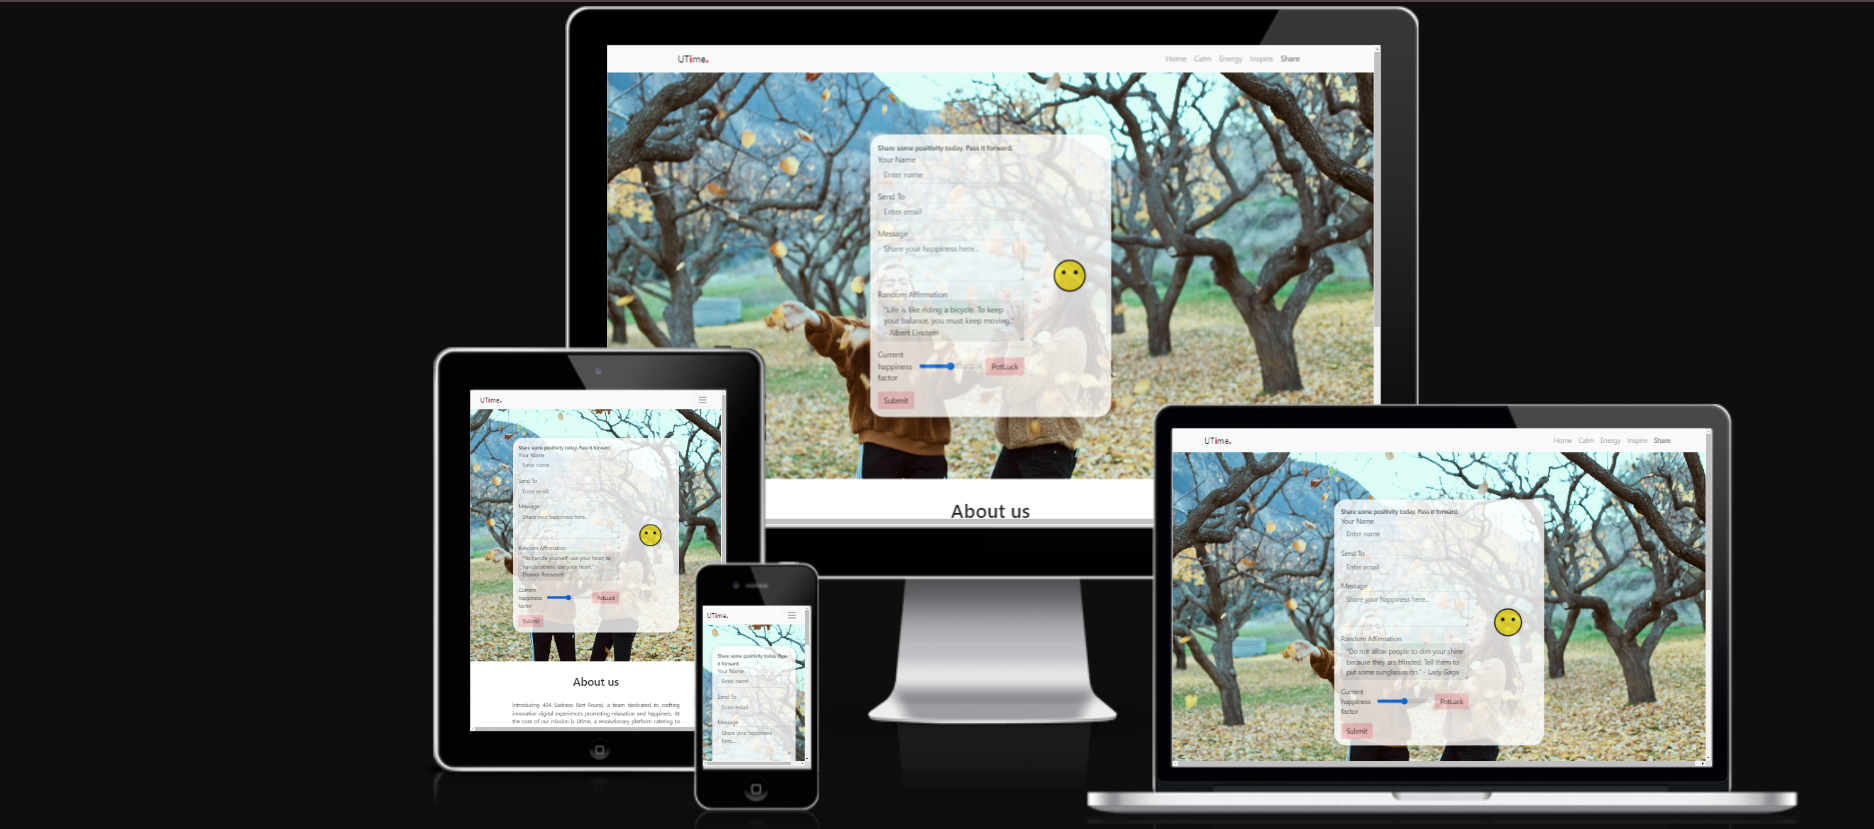 UTiime.
Home Calm Energy Inspire Share
Share some positivity today. Pass it forward.
Your Name
Enter name
Send To
Enter email
Message
Share your happiness here...
Random Affirmation
"Life is like riding a bicycle. To keep
your balance, you must keep moving."
- Albert Einstein
Current
happiness
factor
PotLuck
Submit
About us
UTiime.
Share some positivity today. Pass it forward.
Your Name
Enter name
Send To
Enter email
Message
Share your happiness here...
Random Affirmation
"To handle yourself, use your head; to
handle others, use your heart."
Eleanor Roosevelt
Current
happiness
factor
PotLuck
Submit
About us
Introducing 404 Sadness Not Found, a team dedicated to crafting
innovative digital experiences promoting relaxation and happiness. At
the core of our mission is Utime, a revolutionary platform catering to
UTiime.
Share some positivity today. Pass
it forward.
Your Name
Enter name
Send To
Enter email
Message
Share your happiness
here...
UTiime.
Home Calm Energy Inspire Share
Share some positivity today. Pass it forward.
Your Name
Enter name
Send To
Enter email
Message
Share your happiness here...
Random Affirmation
"Do not allow people to dim your shine
because they are blinded. Tell them to
put some sunglasses on." - Lady Gaga
Current
happiness
factor
PotLuck
Submit